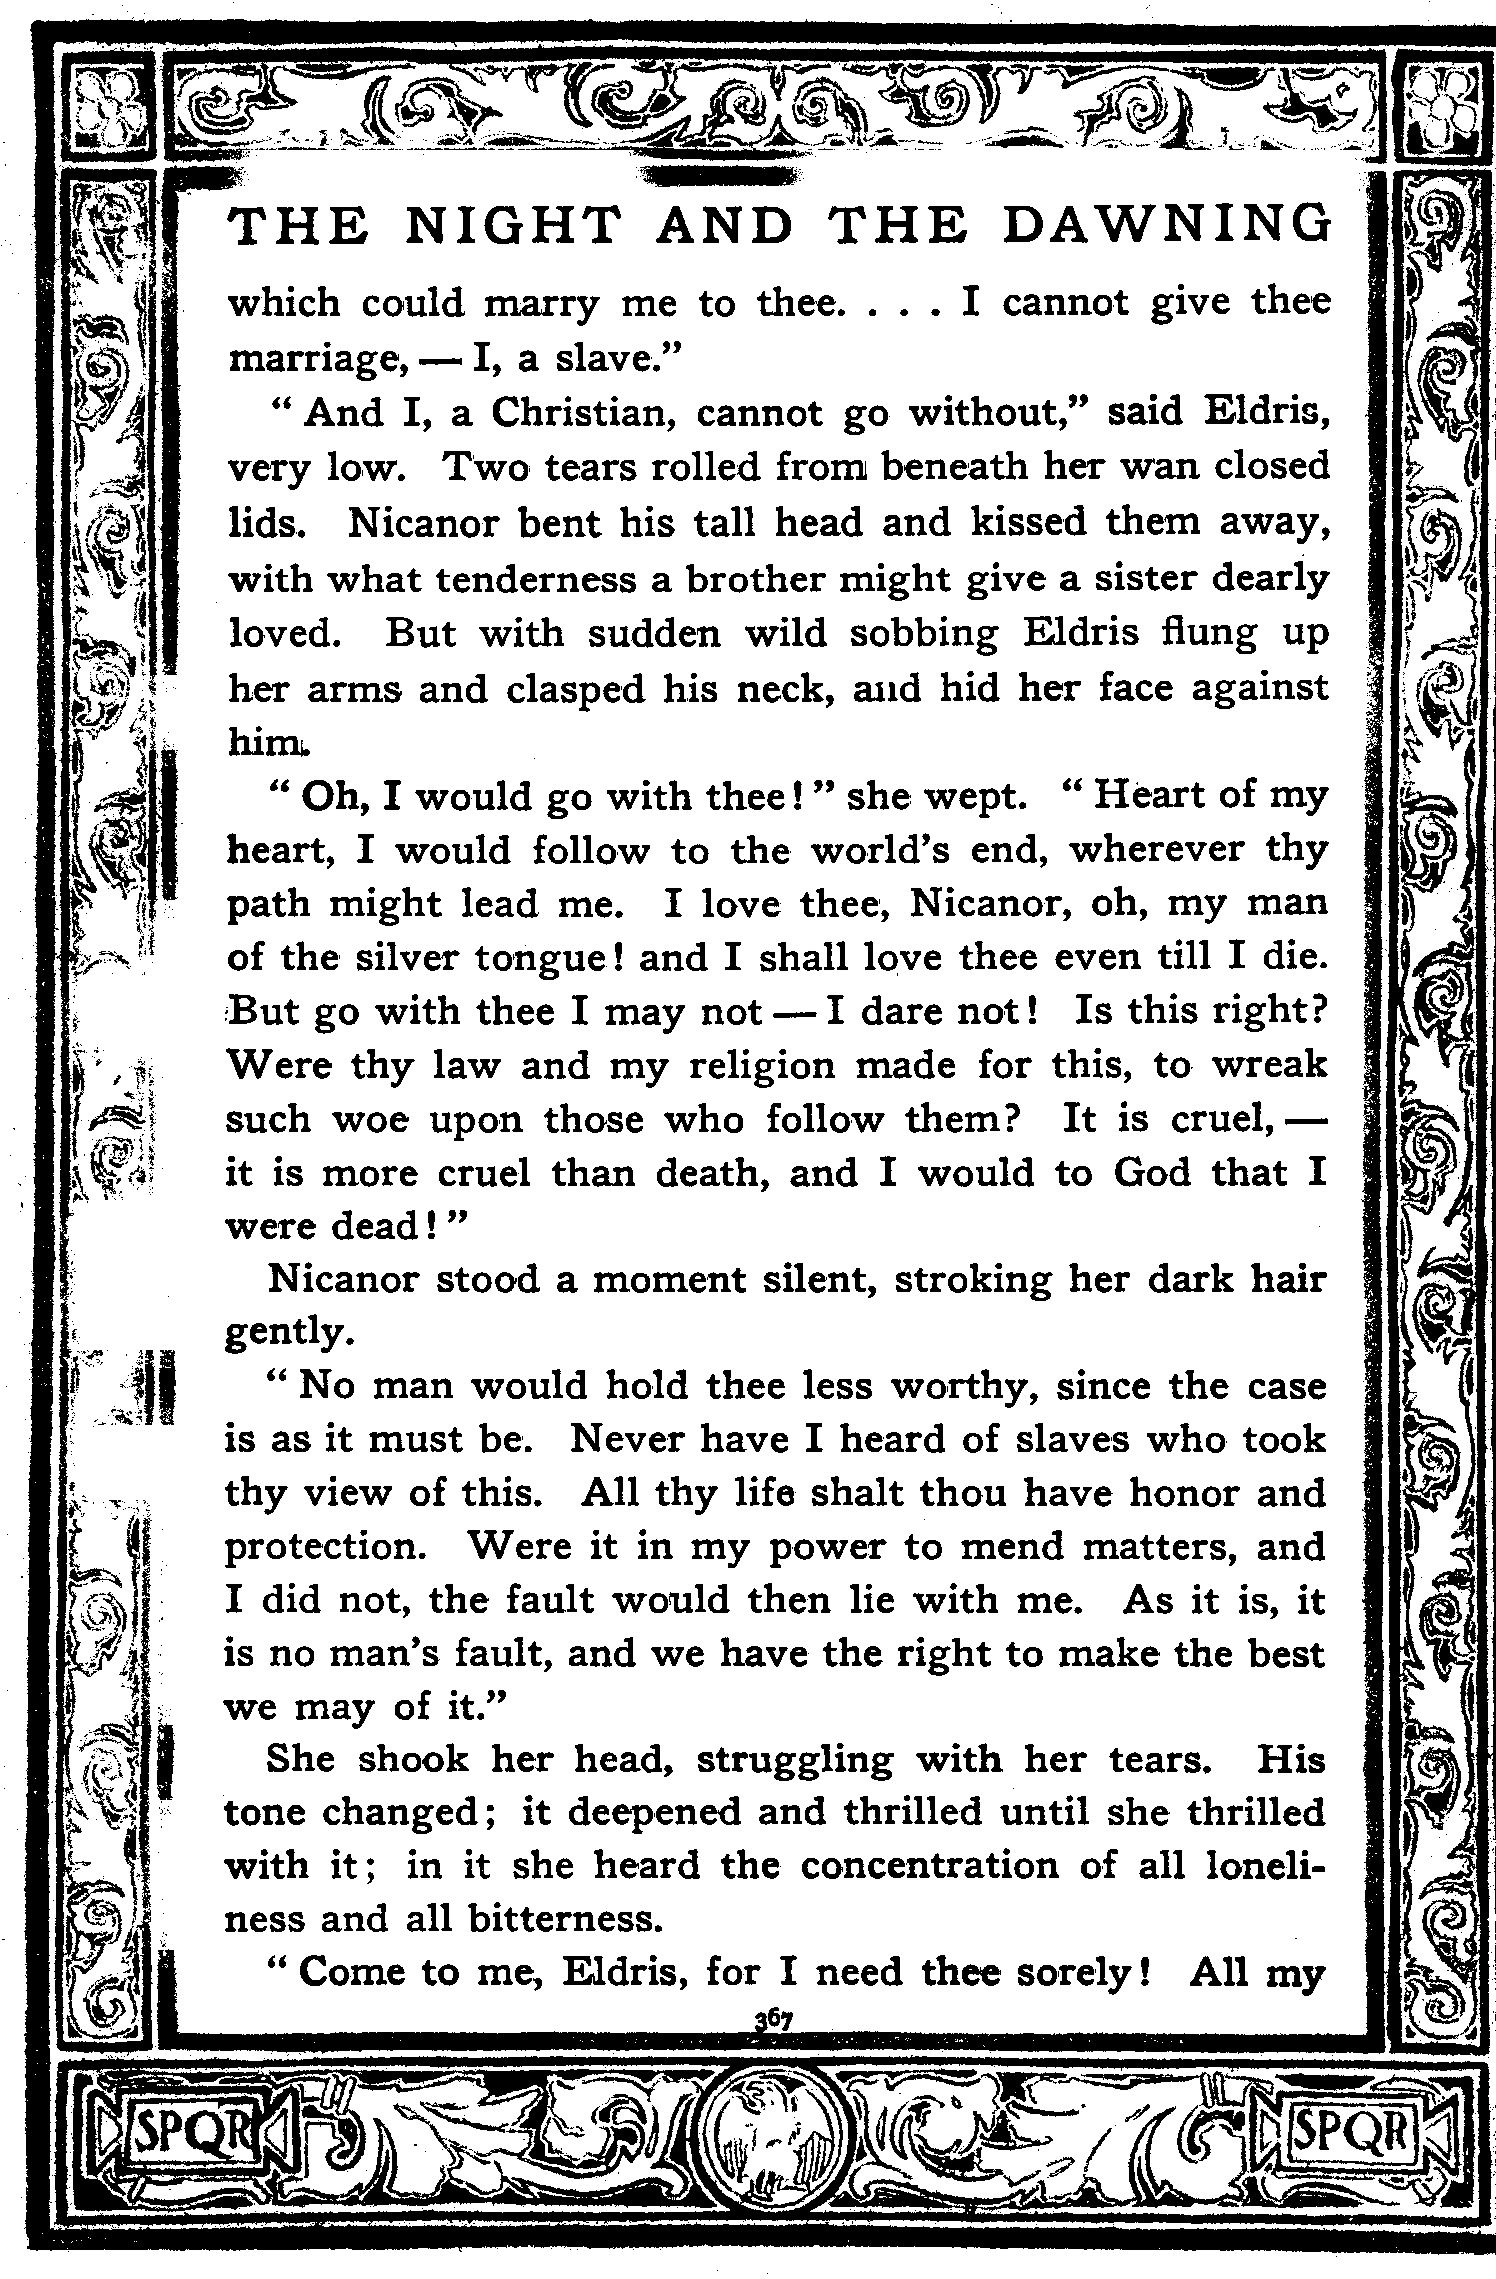 THE NIGHT AND THE DAWNING
which could marry me to thee. . . . I cannot give thee
marriage, — I, a slave.”
“ And I, a Christian, cannot go without,” said Eldris,
very low. Two tears rolled from beneath her wan closed
lids. Nicanor bent his tall head and kissed them away,
with what tenderness a brother might give a sister dearly
loved. But with sudden wild sobbing Eldris flung up
her arms and clasped his neck, and hid her face against
him.
“ Oh, I would go with thee! ” she wept. “ Heart of my
heart, I would follow to the world’s end, wherever thy
path might lead me. I love thee, Nicanor, oh, my man
of the silver tongue! and I shall love thee even till I die.
But go with thee I may not — I dare not! Is this right?
Were thy law and my religion made for this, to wreak
such woe upon those who follow them? It is cruel, —
it is more cruel than death, and I would to God that I
were dead! ”
Nicanor stood a moment silent, stroking her dark hair
gently.
“ No man would hold thee less worthy, since the case
is as it must be. Never have I heard of slaves who took
thy view of this. All thy life shalt thou have honor and
protection. Were it in my power to mend matters, and
I did not, the fault would then lie with me. As it is, it
is no man’s fault, and we have the right to make the best
we may of it.”
She shook her head, struggling with her tears. His
tone changed; it deepened and thrilled until she thrilled
with it; in it she heard the concentration of all loneli-
ness and all bitterness.
“ Come to me, Eldris, for I need thee sorely! All my
367
SPQR SPQR